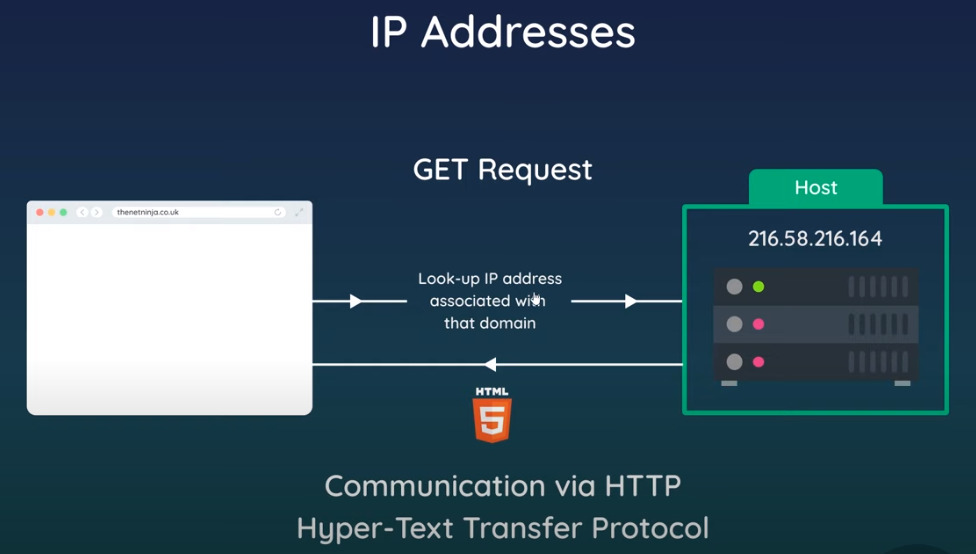 IP Addresses
GET Request
Host
thenetninja.co.uk
216.58.216.164
Look-up IP address
associated with
that domain
HTML
5
Communication via HTTP
Hyper-Text Transfer Protocol